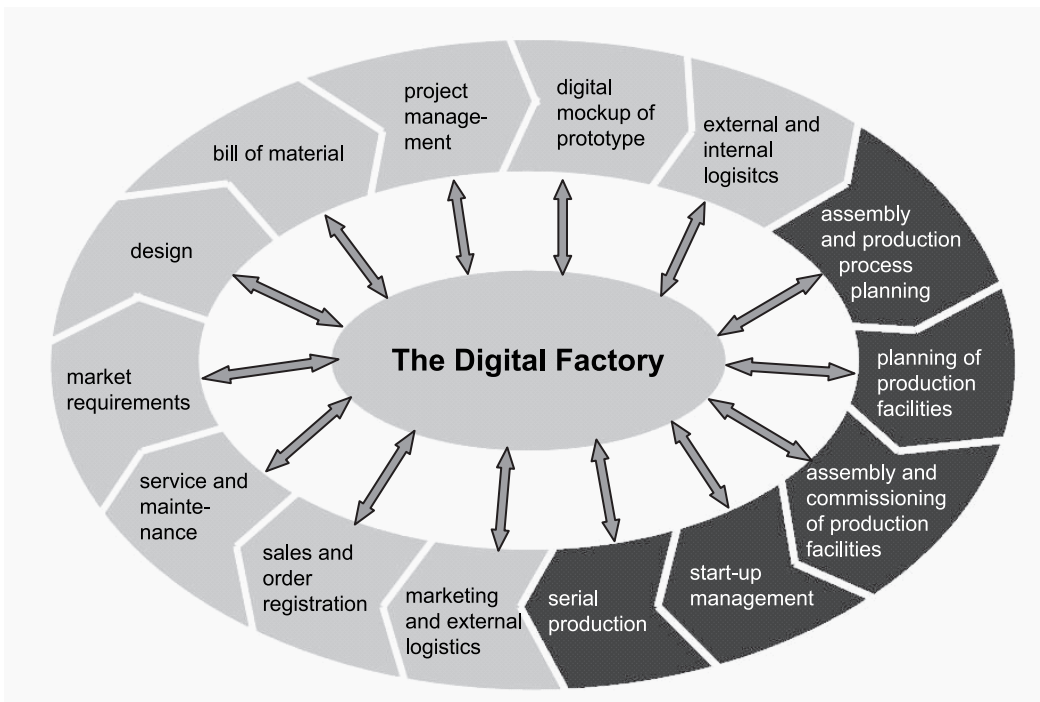 project
manage-
ment
digital
mockup of
prototype
external and
internal
logisitcs
assembly
and production
process
planning
planning of
production
facilities
assembly and
commissioning
of production
facilities
start-up
management
serial
production
marketing
and external
logistics
sales and
order
registration
service and
mainte-
nance
market
requirements
design
bill of material
The Digital Factory